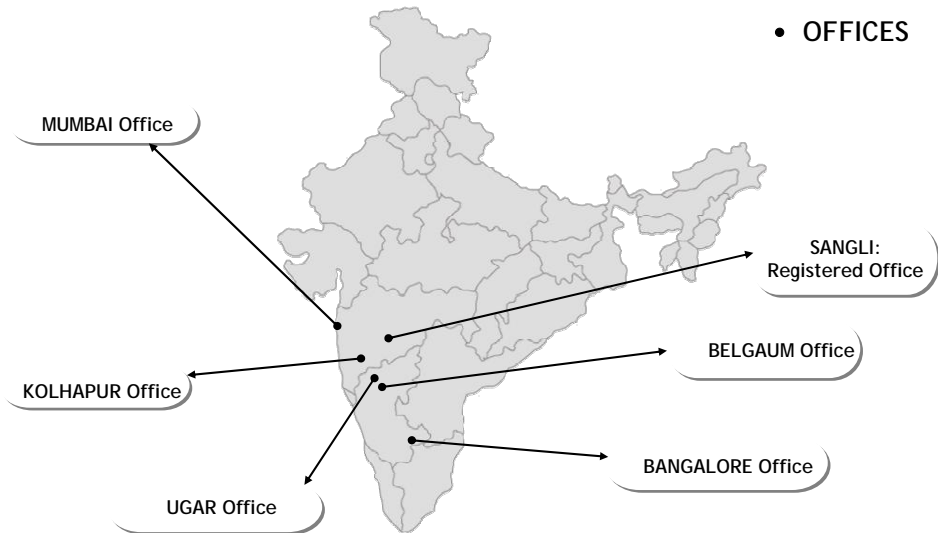 • OFFICES
MUMBAI Office
SANGLI:
Registered Office
BELGAUM Office
KOLHAPUR Office
BANGALORE Office
UGAR Office